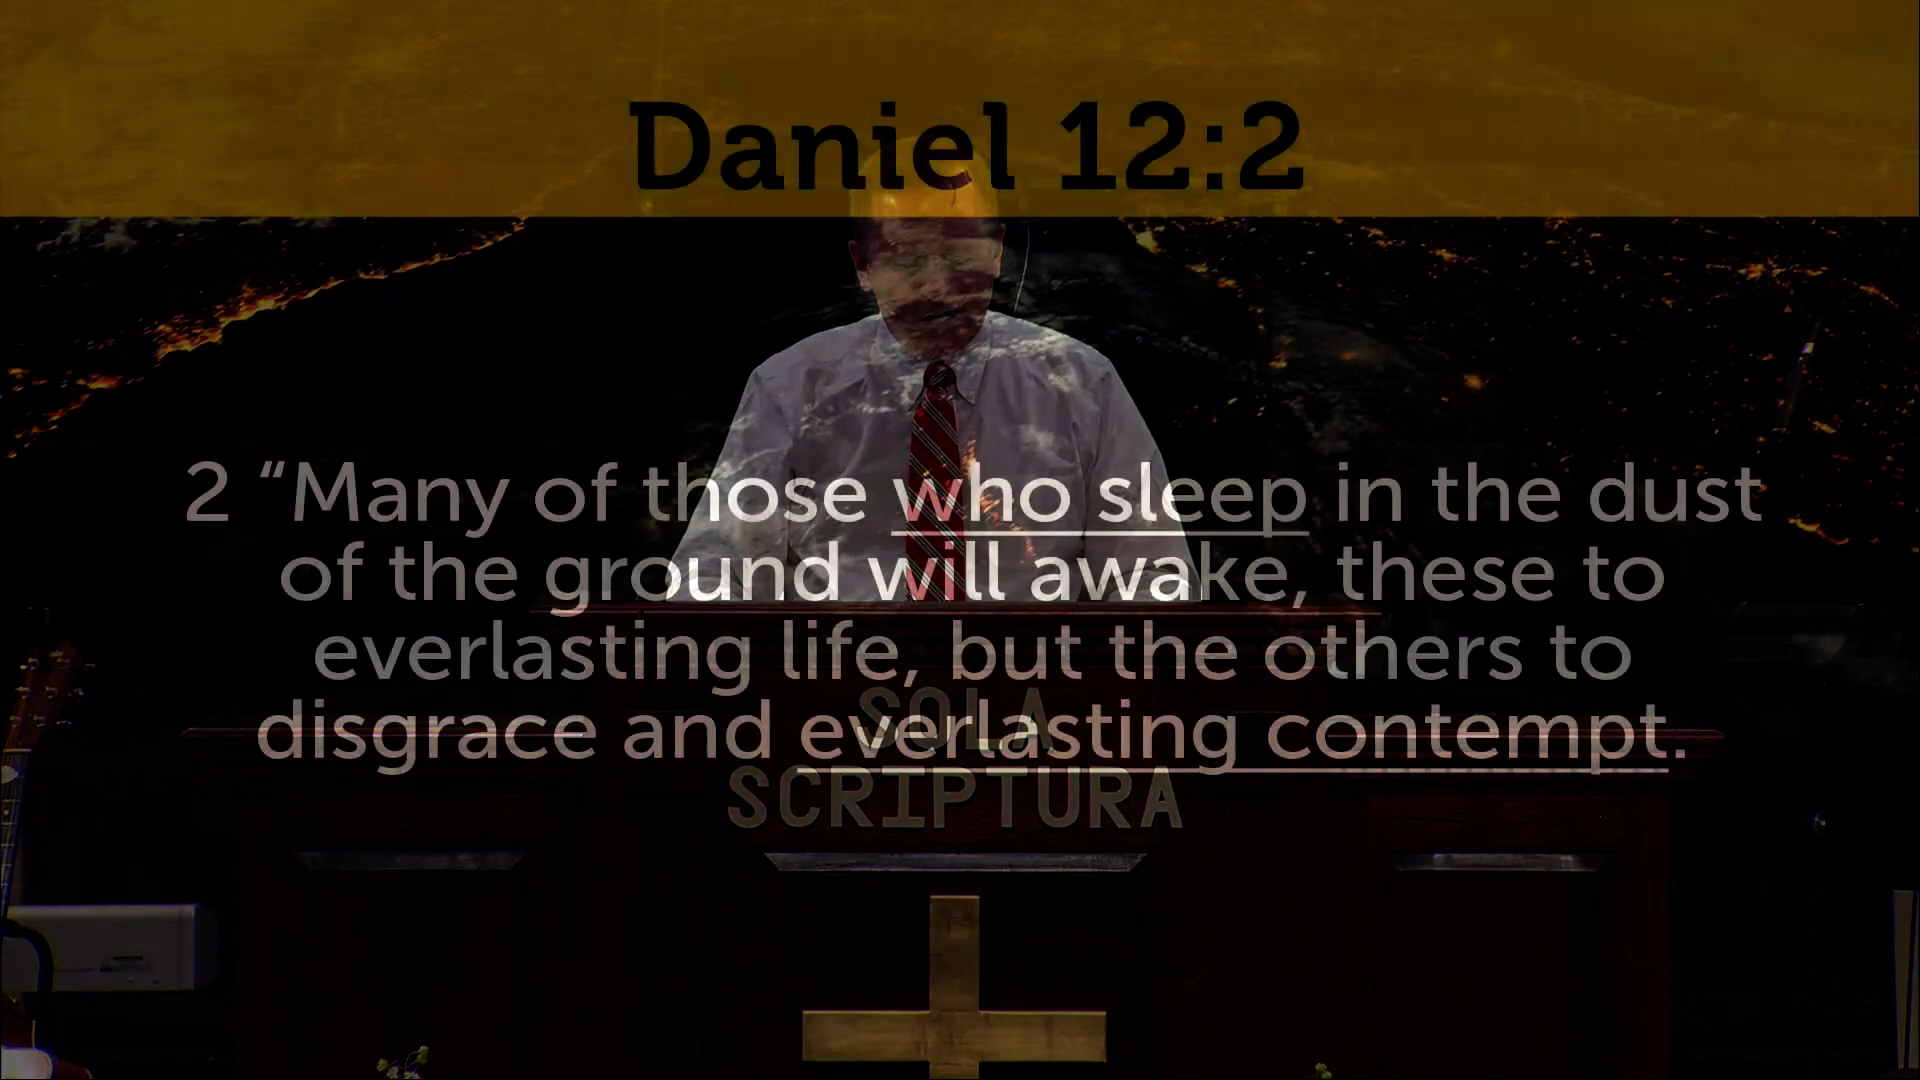 Daniel 12:2
2 “Many of those who sleep in the dust
of the ground will awake, these to
everlasting life, but the others to
disgrace and everlasting contempt.
SOLA
SCRIPTURA